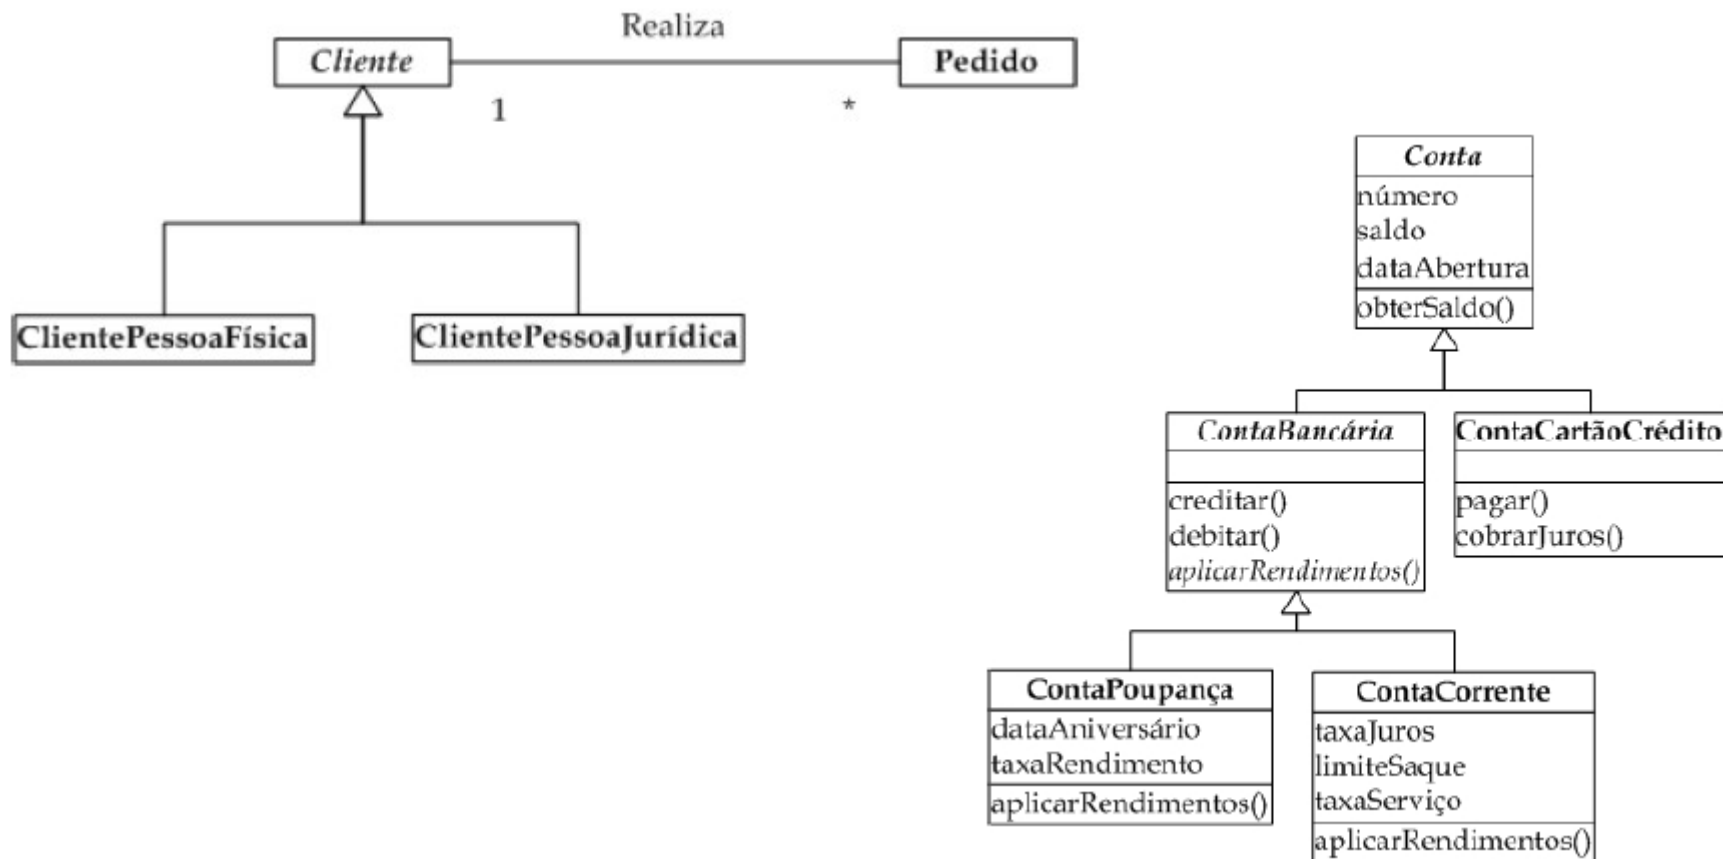 Realiza
Cliente
Pedido
1
*
ClientePessoaFísica
ClientePessoaJurídica
Conta
número
saldo
dataAbertura
obterSaldo()
ContaBancária
creditar()
debitar()
aplicarRendimentos()
ContaCartãoCrédito
pagar()
cobrarJuros()
ContaPoupança
dataAniversário
taxaRendimento
aplicarRendimentos()
ContaCorrente
taxaJuros
limiteSaque
taxaServiço
aplicarRendimentos()